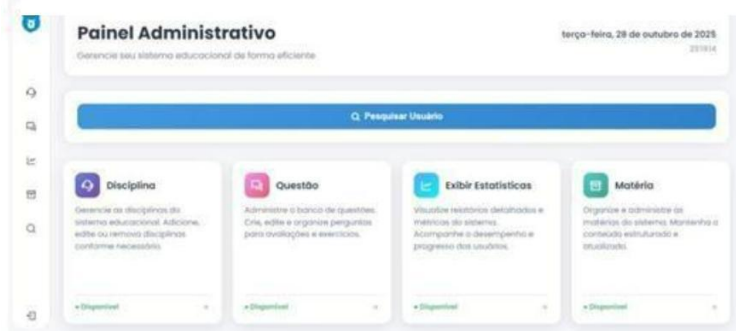 Painel Administrativo
terça-feira, 28 de outubro de 2025
Gerencie seu sistema educacional de forma eficiente
Pesquisar Usuário
Disciplina
Gerencie as disciplinas do
sistema educacional. Adicione,
edite ou remova disciplinas
conforme necessário.
• Disponível
Questão
Administre o banco de questões.
Crie, edite e organize perguntas
para avaliações e exercícios.
• Disponível
Exibir Estatísticas
Visualize relatórios detalhados e
métricas do sistema.
Acompanhe o desempenho e
progresso dos usuários.
• Disponível
Matéria
Organize e administre as
matérias do sistema. Mantenha o
conteúdo estruturado e
atualizado.
• Disponível